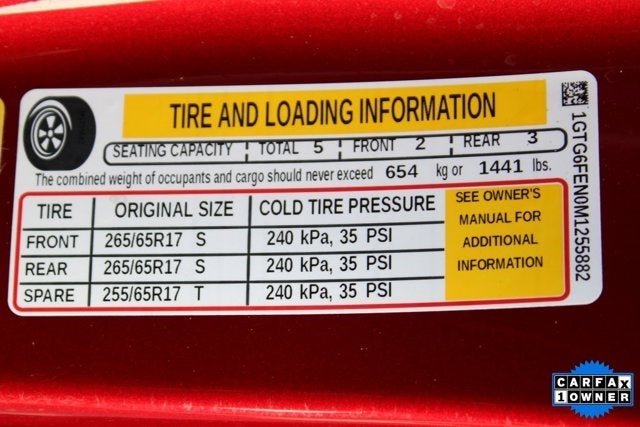 TIRE AND LOADING INFORMATION
SEATING CAPACITY TOTAL 5 FRONT 2 REAR 3
The combined weight of occupants and cargo should never exceed 654 kg or 1441 lbs.
TIRE ORIGINAL SIZE COLD TIRE PRESSURE
FRONT 265/65R17 S 240 kPa, 35 PSI
REAR 265/65R17 S 240 kPa, 35 PSI
SPARE 255/65R17 T 240 kPa, 35 PSI
SEE OWNER'S
MANUAL FOR
ADDITIONAL
INFORMATION
1GTG6FEN0M1255882
CARFAX
1 OWNER